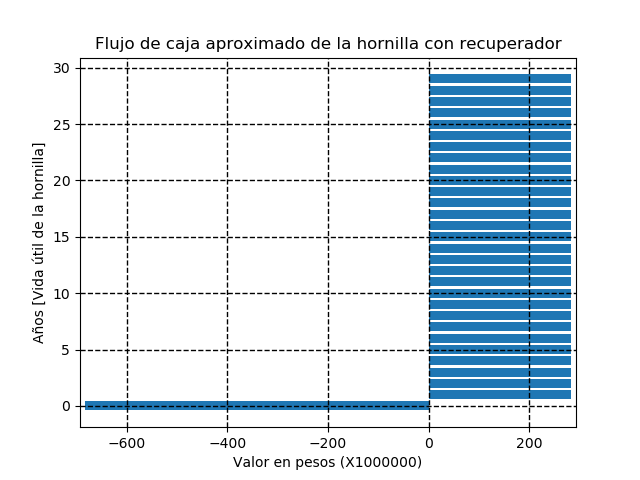 Flujo de caja aproximado de la hornilla con recuperador
30
25
20
15
10
5
0
Años [Vida útil de la hornilla]
−600 −400 −200 0 200
Valor en pesos (X1000000)